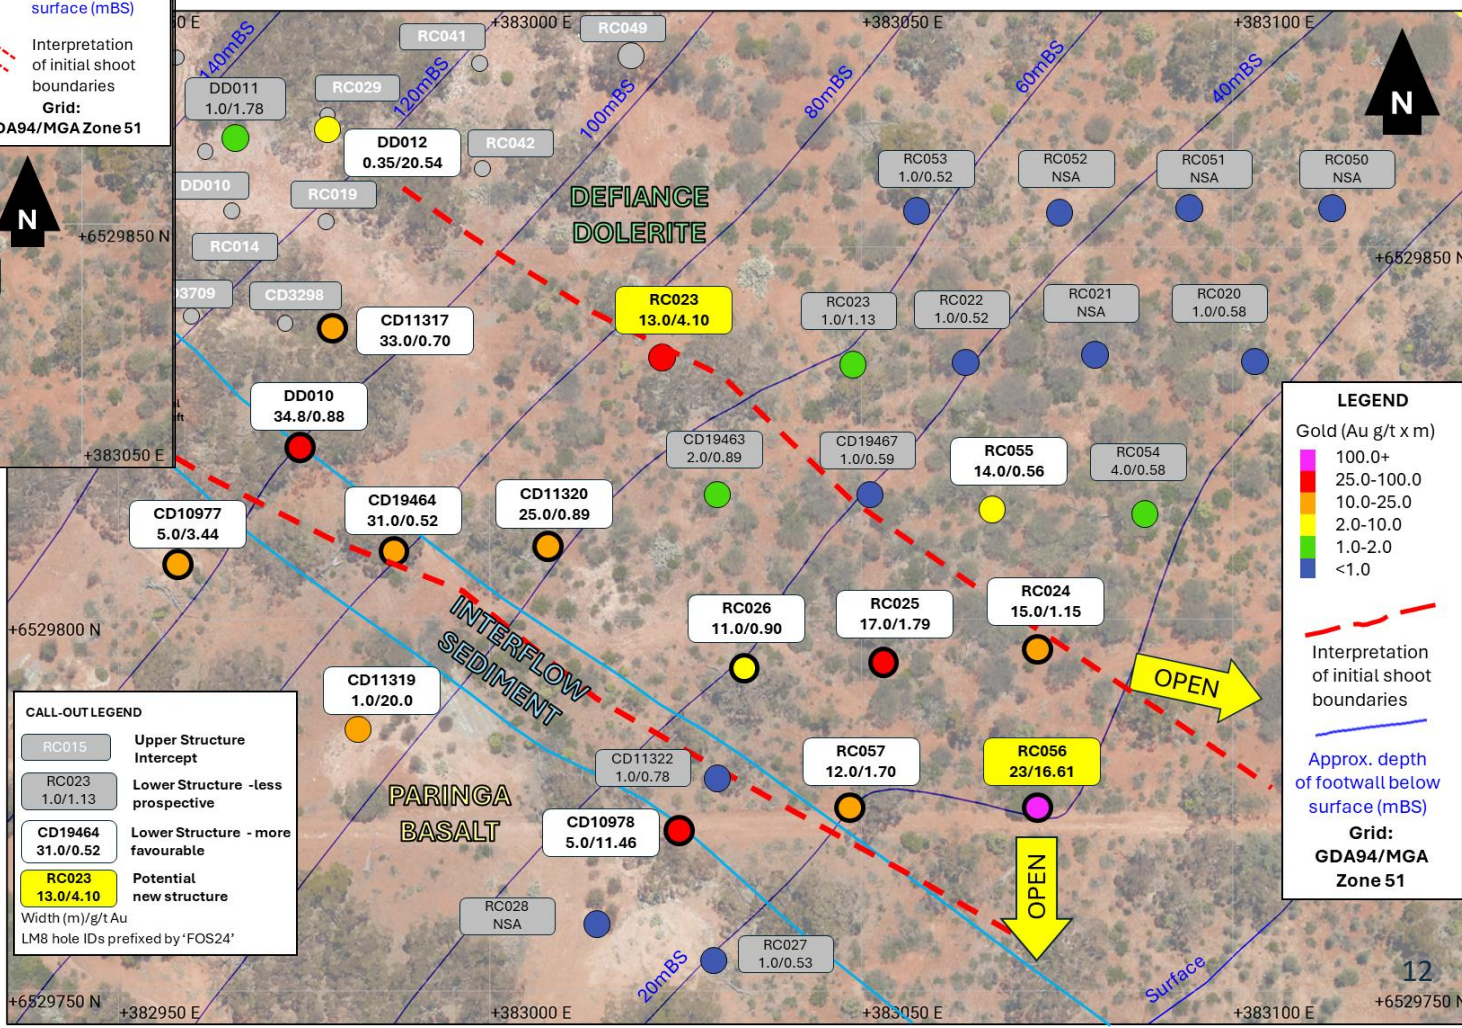 surface (mBS)
Interpretation
of initial shoot
boundaries
Grid:
DA94/MGA Zone 51
N
+6529850 N
+383050 E
0 E
+383000 E
+383050 E
+383100 E
140mBS
120mBS
100mBS
80mBS
60mBS
40mBS
N
RC041
RC049
DD011
1.0/1.78
RC029
DD012
0.35/20.54
RC042
DD010
RC019
RC014
3709
CD3298
DEFIANCE
DOLERITE
RC053
1.0/0.52
RC052
NSA
RC051
NSA
RC050
NSA
+6529850 N
CD11317
33.0/0.70
RC023
13.0/4.10
RC023
1.0/1.13
RC022
1.0/0.52
RC021
NSA
RC020
1.0/0.58
DD010
34.8/0.88
ft
CD19463
2.0/0.89
CD19467
1.0/0.59
RC055
14.0/0.56
RC054
4.0/0.58
CD10977
5.0/3.44
CD19464
31.0/0.52
CD11320
25.0/0.89
+6529800 N
RC026
11.0/0.90
RC025
17.0/1.79
RC024
15.0/1.15
OPEN
INTERFLOW
SEDIMENT
CD11319
1.0/20.0
CD11322
1.0/0.78
RC057
12.0/1.70
RC056
23/16.61
PARINGA
BASALT
CD10978
5.0/11.46
OPEN
RC028
NSA
RC027
1.0/0.53
20mBS
Surface
LEGEND
Gold (Au g/t x m)
100.0+
25.0-100.0
10.0-25.0
2.0-10.0
1.0-2.0
<1.0
Interpretation
of initial shoot
boundaries
Approx. depth
of footwall below
surface (mBS)
Grid:
GDA94/MGA
Zone 51
CALL-OUT LEGEND
RC015
Upper Structure
Intercept
RC023
1.0/1.13
Lower Structure -less
prospective
CD19464
31.0/0.52
Lower Structure - more
favourable
RC023
13.0/4.10
Potential
new structure
Width (m)/g/t Au
LM8 hole IDs prefixed by 'FOS24'
12
+6529750 N
+382950 E
+383000 E
+383050 E
+383100 E
+6529750 N